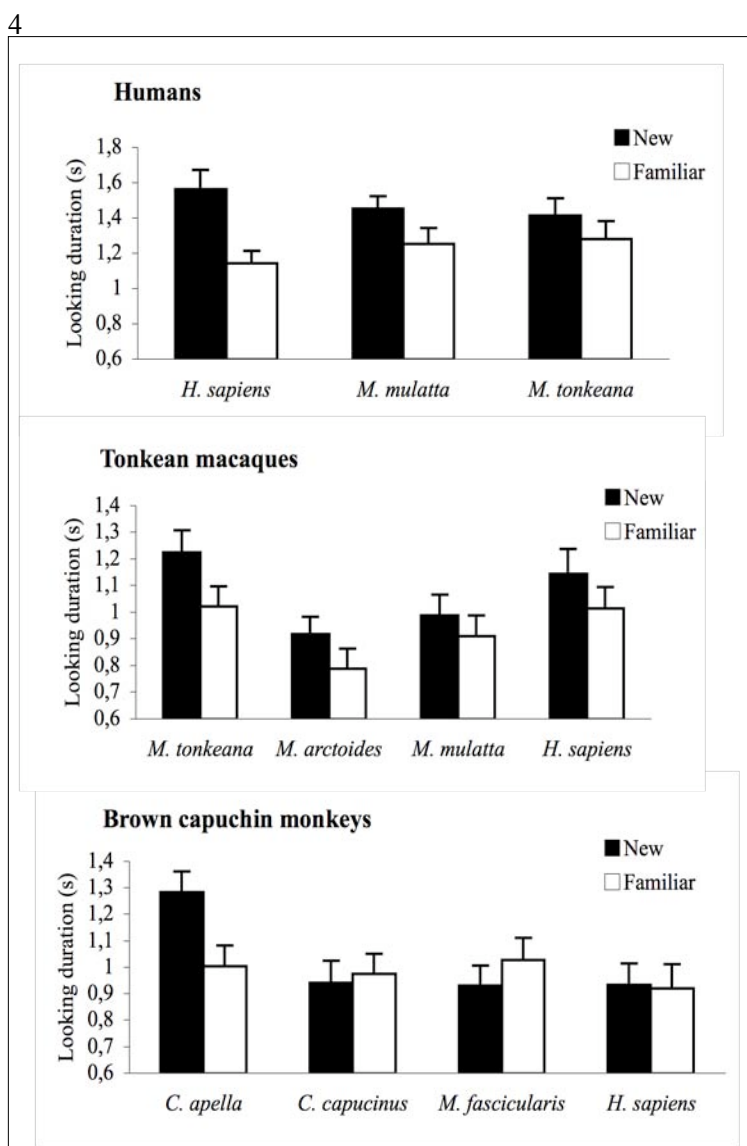 4
Humans
New
Familiar
Looking duration (s)
1,8
1,6
1,4
1,2
1
0,8
0,6
H. sapiens M. mulatta M. tonkeana
Tonkean macaques
New
Familiar
Looking duration (s)
1,4
1,3
1,2
1,1
1
0,9
0,8
0,7
0,6
M. tonkeana M. arctoides M. mulatta H. sapiens
Brown capuchin monkeys
New
Familiar
Looking duration (s)
1,4
1,3
1,2
1,1
1
0,9
0,8
0,7
0,6
C. apella C. capucinus M. fascicularis H. sapiens